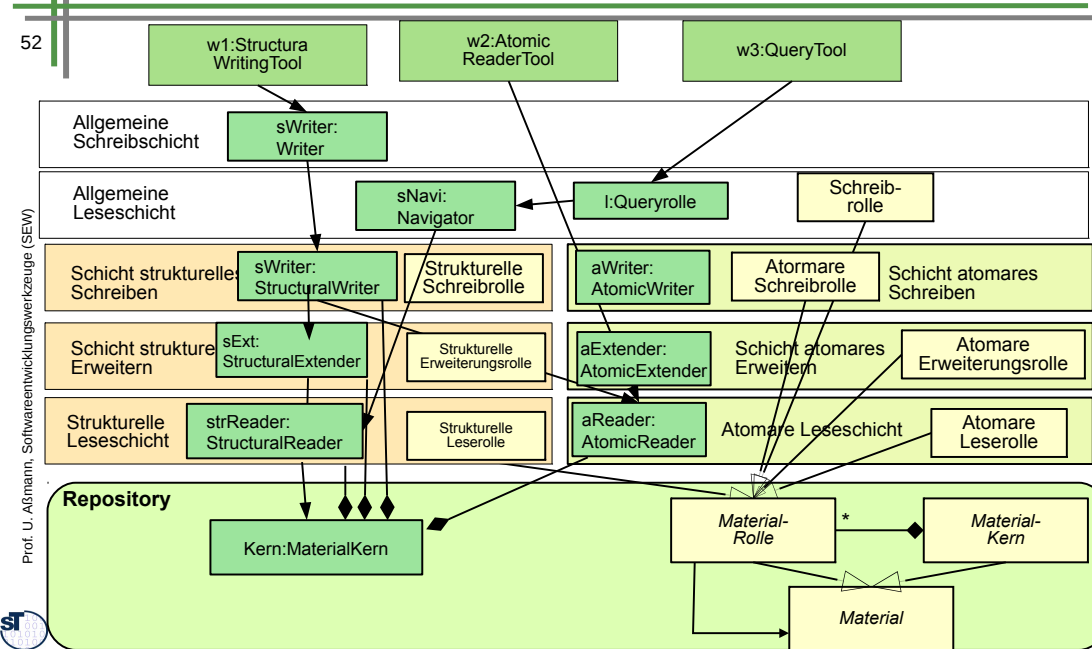 52
w1:Structura
WritingTool
w2:Atomic
ReaderTool
w3:QueryTool
Allgemeine
Schreibschicht
sWriter:
Writer
Allgemeine
Leseschicht
sNavi:
Navigator
l:Queryrolle
Schreib-
rolle
Schicht strukturelles
Schreiben
sWriter:
StructuralWriter
Strukturelle
Schreibrolle
aWriter:
AtomicWriter
Atormare
Schreibrolle
Schicht atomares
Schreiben
Schicht strukture
Erweitern
sExt:
StructuralExtender
Strukturelle
Erweiterungsrolle
aExtender:
AtomicExtender
Schicht atomares
Erweitern
Atomare
Erweiterungsrolle
Strukturelle
Leseschicht
strReader:
StructuralReader
Strukturelle
Leserolle
aReader:
AtomicReader
Atomare Leseschicht
Atomare
Leserolle
Repository
Kern:MaterialKern
Material-
Rolle
*
Material-
Kern
Material
Prof. U. Aßmann, Softwareentwicklungswerkzeuge (SEW)
sT